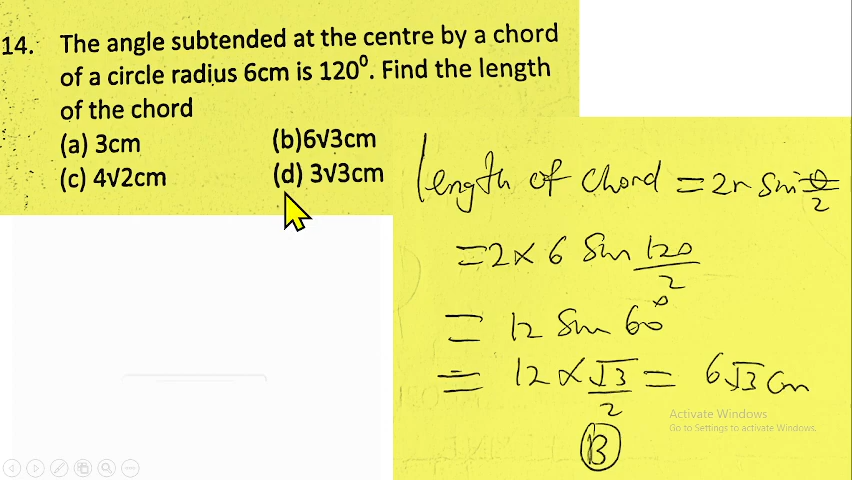 14. The angle subtended at the centre by a chord
of a circle radius 6cm is 120⁰. Find the length
of the chord
(a) 3cm (b)6√3cm
(c) 4√2cm (d) 3√3cm
length of chord = 2r sin θ/2
= 2 × 6 Sin 120/2
= 12 Sin 60°
= 12 × √3/2 = 6√3 cm
B
Activate Windows
Go to Settings to activate Windows.